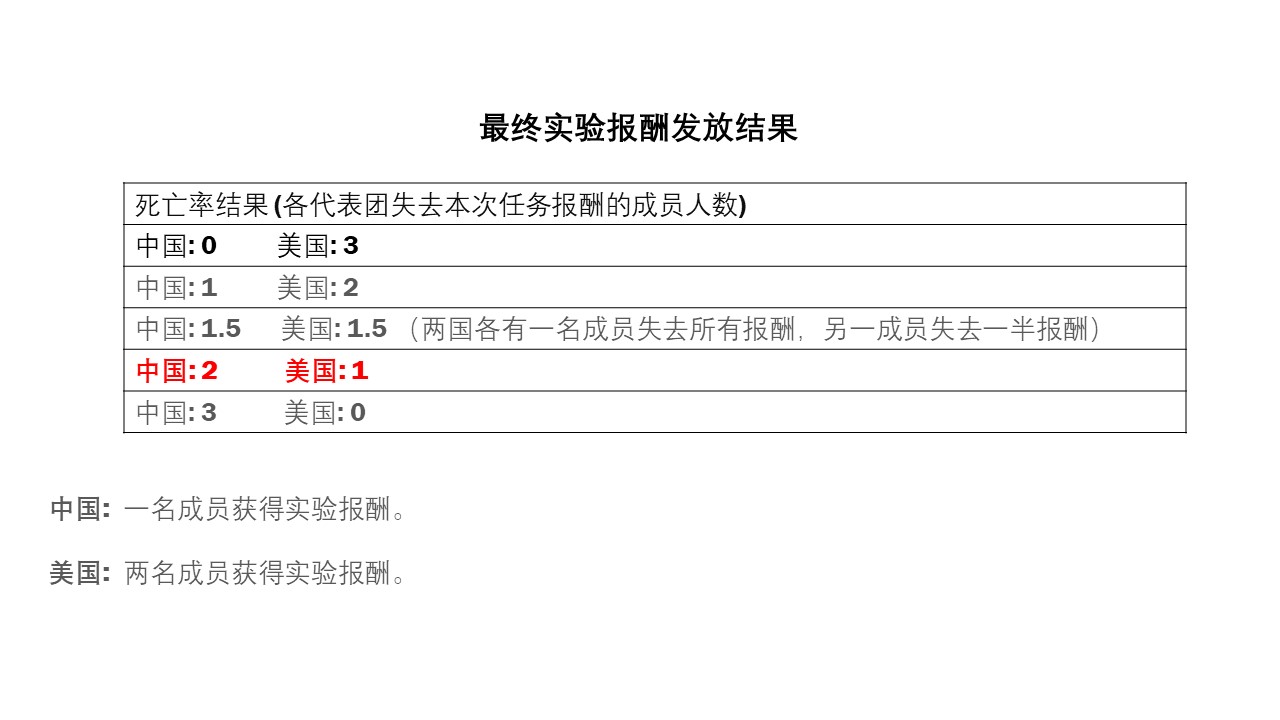 最终实验报酬发放结果
死亡率结果 (各代表团失去本次任务报酬的成员人数)
中国: 0 美国: 3
中国: 1 美国: 2
中国: 1.5 美国: 1.5 （两国各有一名成员失去所有报酬，另一成员失去一半报酬）
中国: 2 美国: 1
中国: 3 美国: 0
中国: 一名成员获得实验报酬。
美国: 两名成员获得实验报酬。